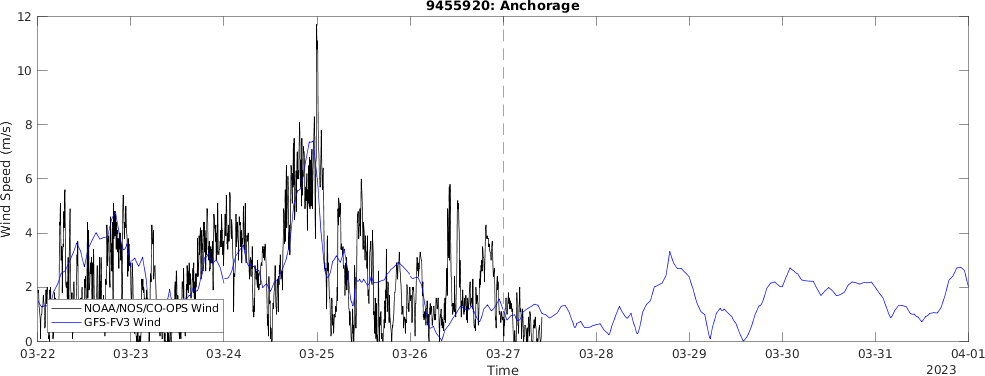 9455920: Anchorage
12
10
8
6
4
2
0
Wind Speed (m/s)
NOAA/NOS/CO-OPS Wind
GFS-FV3 Wind
03-22 03-23 03-24 03-25 03-26 03-27 03-28 03-29 03-30 03-31 04-01
Time
2023